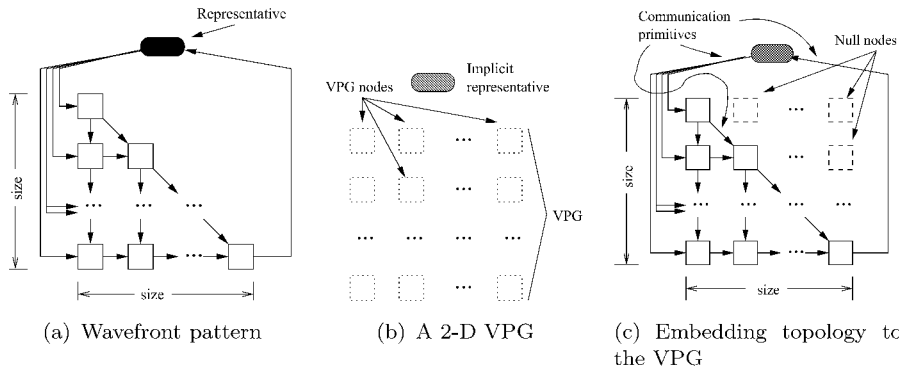 Representative
size
size
(a) Wavefront pattern
Implicit
representative
VPG nodes
VPG
(b) A 2-D VPG
Communication
primitives
Null nodes
size
size
(c) Embedding topology to
the VPG